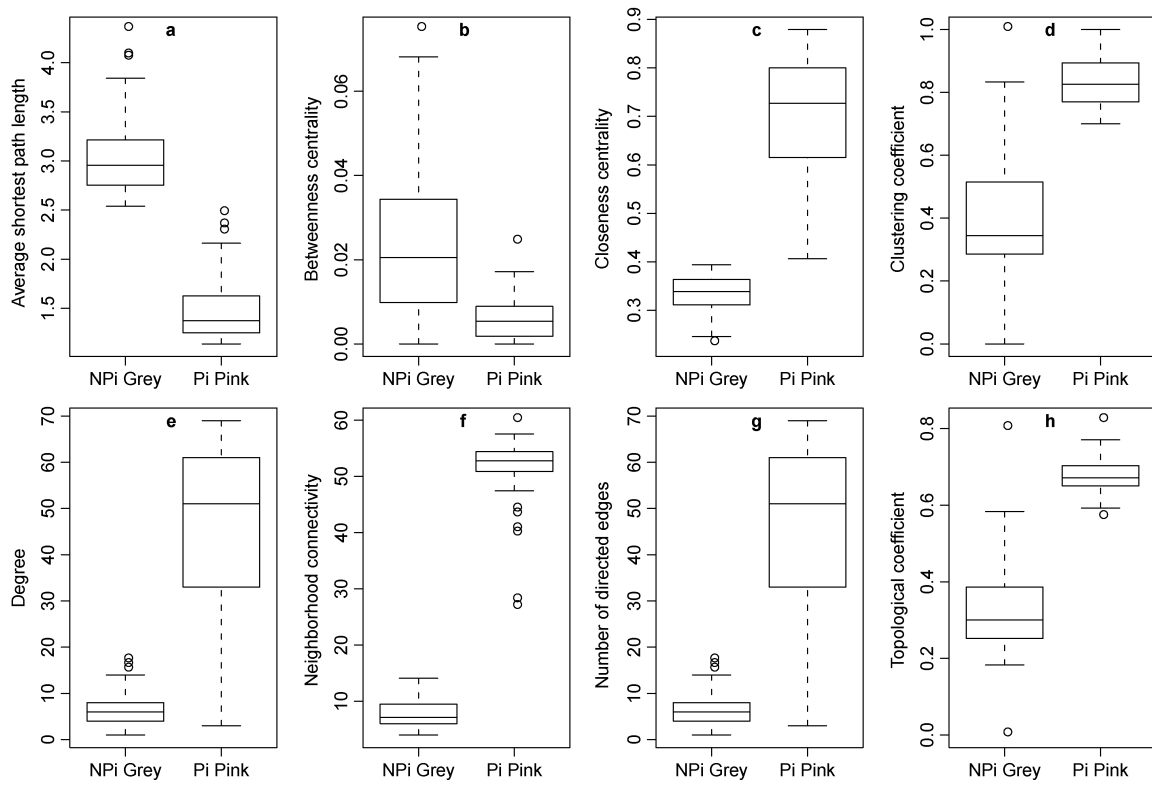 a
Average shortest path length
4.0
3.5
3.0
2.5
2.0
1.5
NPi Grey
Pi Pink
b
Betweenness centrality
0.06
0.04
0.02
0.00
NPi Grey
Pi Pink
c
Closeness centrality
0.9
0.8
0.7
0.6
0.5
0.4
0.3
NPi Grey
Pi Pink
d
Clustering coefficient
1.0
0.8
0.6
0.4
0.2
0.0
NPi Grey
Pi Pink
e
Degree
70
60
50
40
30
20
10
0
NPi Grey
Pi Pink
f
Neighborhood connectivity
60
50
40
30
20
10
NPi Grey
Pi Pink
g
Number of directed edges
70
60
50
40
30
20
10
0
NPi Grey
Pi Pink
h
Topological coefficient
0.8
0.6
0.4
0.2
0.0
NPi Grey
Pi Pink